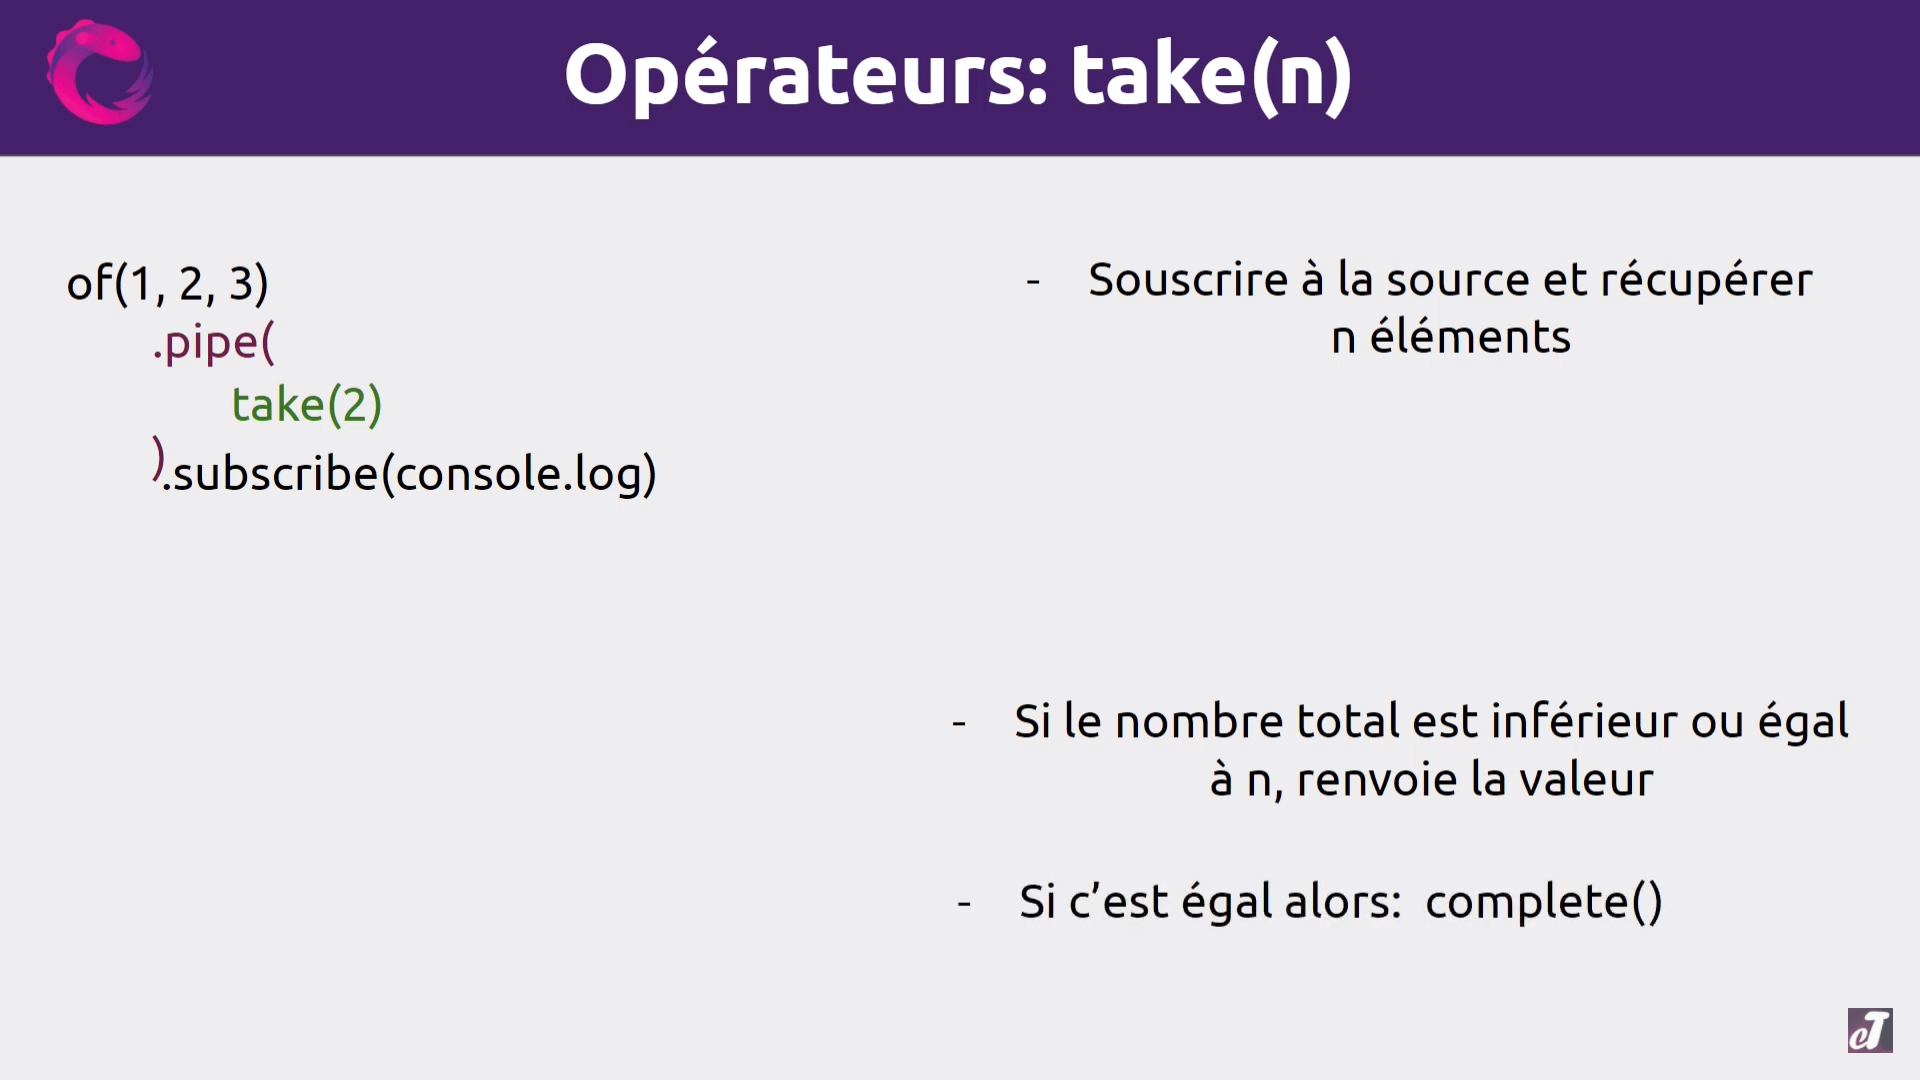 Opérateurs: take(n)
of(1, 2, 3)
.pipe(
take(2)
)
.subscribe(console.log)
- Souscrire à la source et récupérer
n éléments
- Si le nombre total est inférieur ou égal
à n, renvoie la valeur
- Si c’est égal alors:  complete()
cT